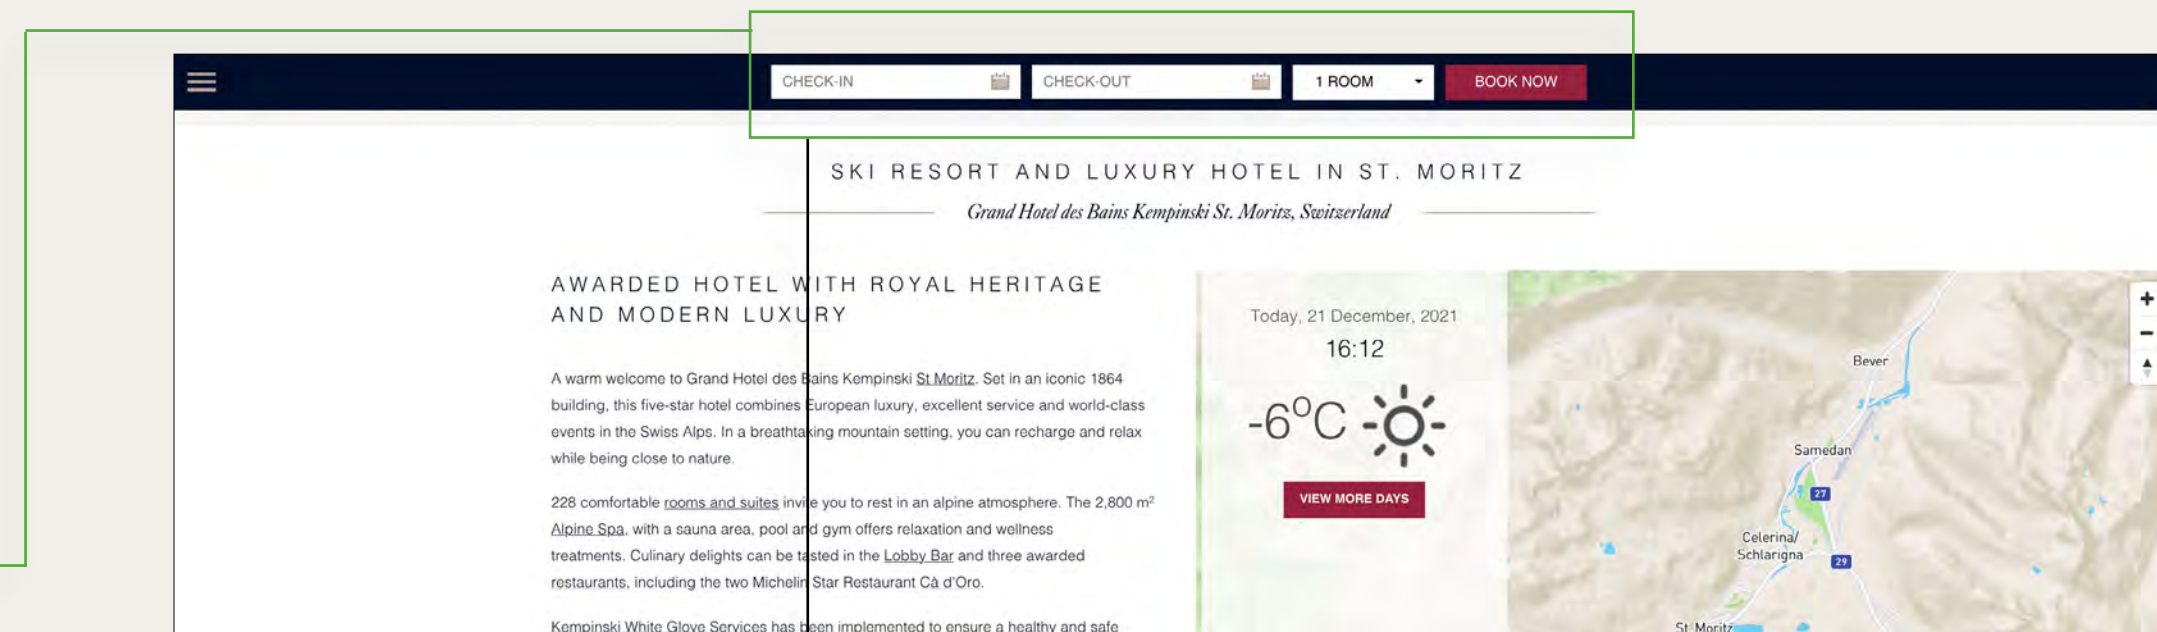 CHECK-IN
CHECK-OUT
1 ROOM
BOOK NOW
SKI RESORT AND LUXURY HOTEL IN ST. MORITZ
Grand Hotel des Bains Kempinski St. Moritz, Switzerland
AWARDED HOTEL WITH ROYAL HERITAGE
AND MODERN LUXURY
A warm welcome to Grand Hotel des Bains Kempinski St Moritz. Set in an iconic 1864
building, this five-star hotel combines European luxury, excellent service and world-class
events in the Swiss Alps. In a breathtaking mountain setting, you can recharge and relax
while being close to nature.
228 comfortable rooms and suites invite you to rest in an alpine atmosphere. The 2,800 m²
Alpine Spa, with a sauna area, pool and gym offers relaxation and wellness
treatments. Culinary delights can be tasted in the Lobby Bar and three awarded
restaurants, including the two Michelin Star Restaurant Cà d'Oro.
Kempinski White Glove Services has been implemented to ensure a healthy and safe
Today, 21 December, 2021
16:12
-6°C
VIEW MORE DAYS
Bever
Samedan
27
Celerina/
Schlarigna
29
St. Moritz